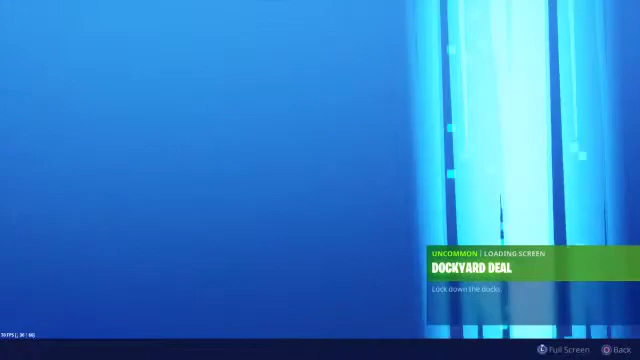 UNCOMMON | LOADING SCREEN
DOCKYARD DEAL
Lock down the docks.
Full Screen
Back